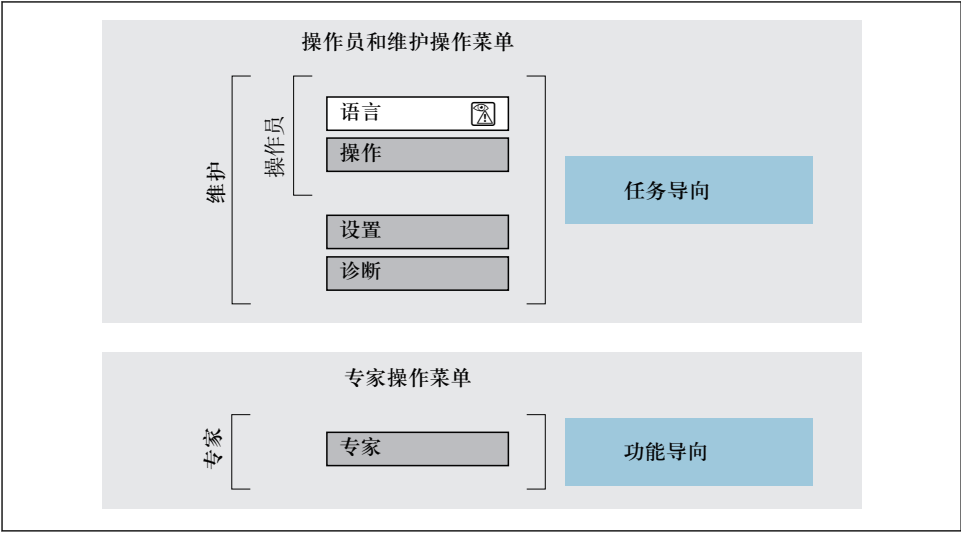 操作员和维护操作菜单
维护
操作员
语言
操作
设置
诊断
任务导向
专家操作菜单
专家
专家
功能导向